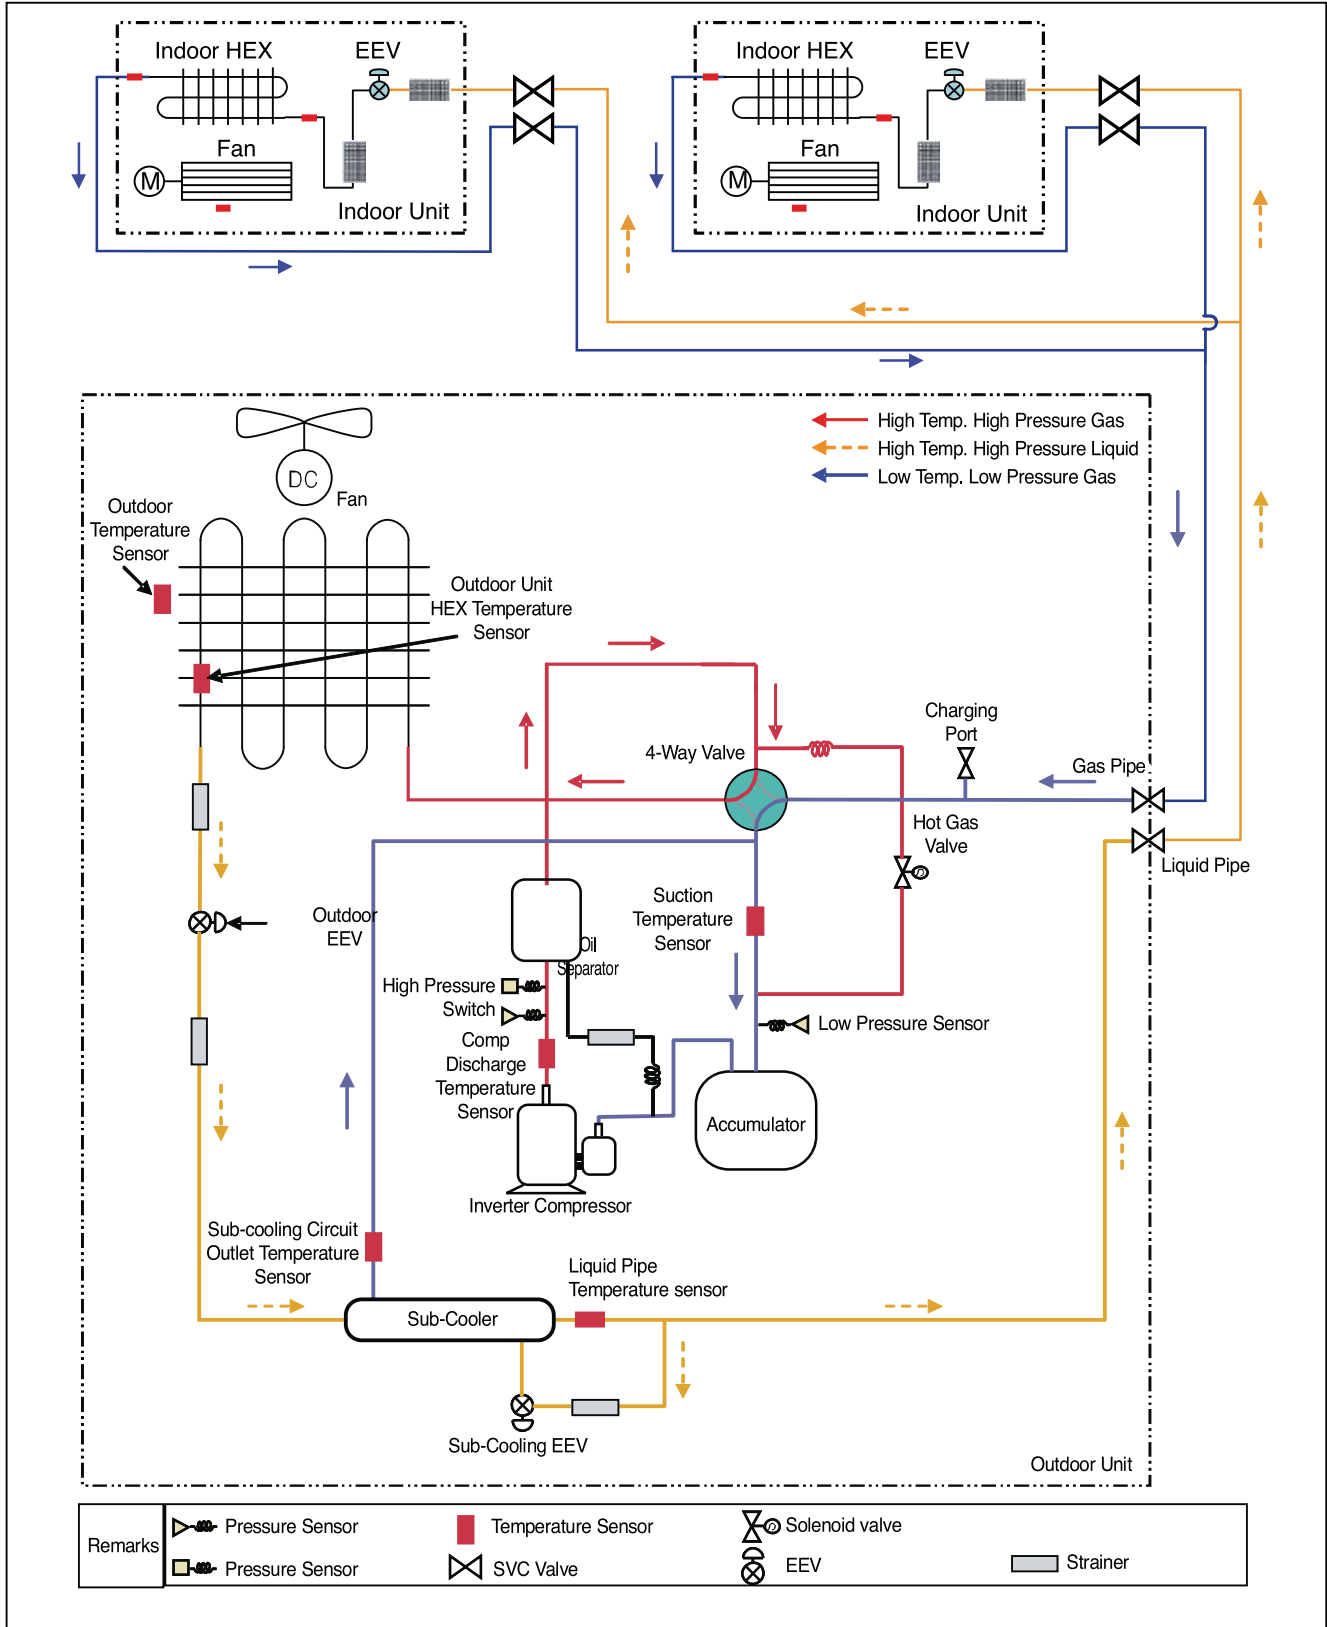 Indoor HEX
EEV
Fan
M
Indoor Unit
Indoor HEX
EEV
Fan
M
Indoor Unit
High Temp. High Pressure Gas
High Temp. High Pressure Liquid
Low Temp. Low Pressure Gas
DC
Fan
Outdoor
Temperature
Sensor
Outdoor Unit
HEX Temperature
Sensor
4-Way Valve
Charging
Port
Gas Pipe
Hot Gas
Valve
Liquid Pipe
Suction
Temperature
Sensor
Outdoor
EEV
Oil
Separator
High Pressure
Switch
Low Pressure Sensor
Comp
Discharge
Temperature
Sensor
Accumulator
Inverter Compressor
Sub-cooling Circuit
Outlet Temperature
Sensor
Liquid Pipe
Temperature sensor
Sub-Cooler
Sub-Cooling EEV
Outdoor Unit
Remarks
Pressure Sensor
Temperature Sensor
Solenoid valve
Pressure Sensor
SVC Valve
EEV
Strainer